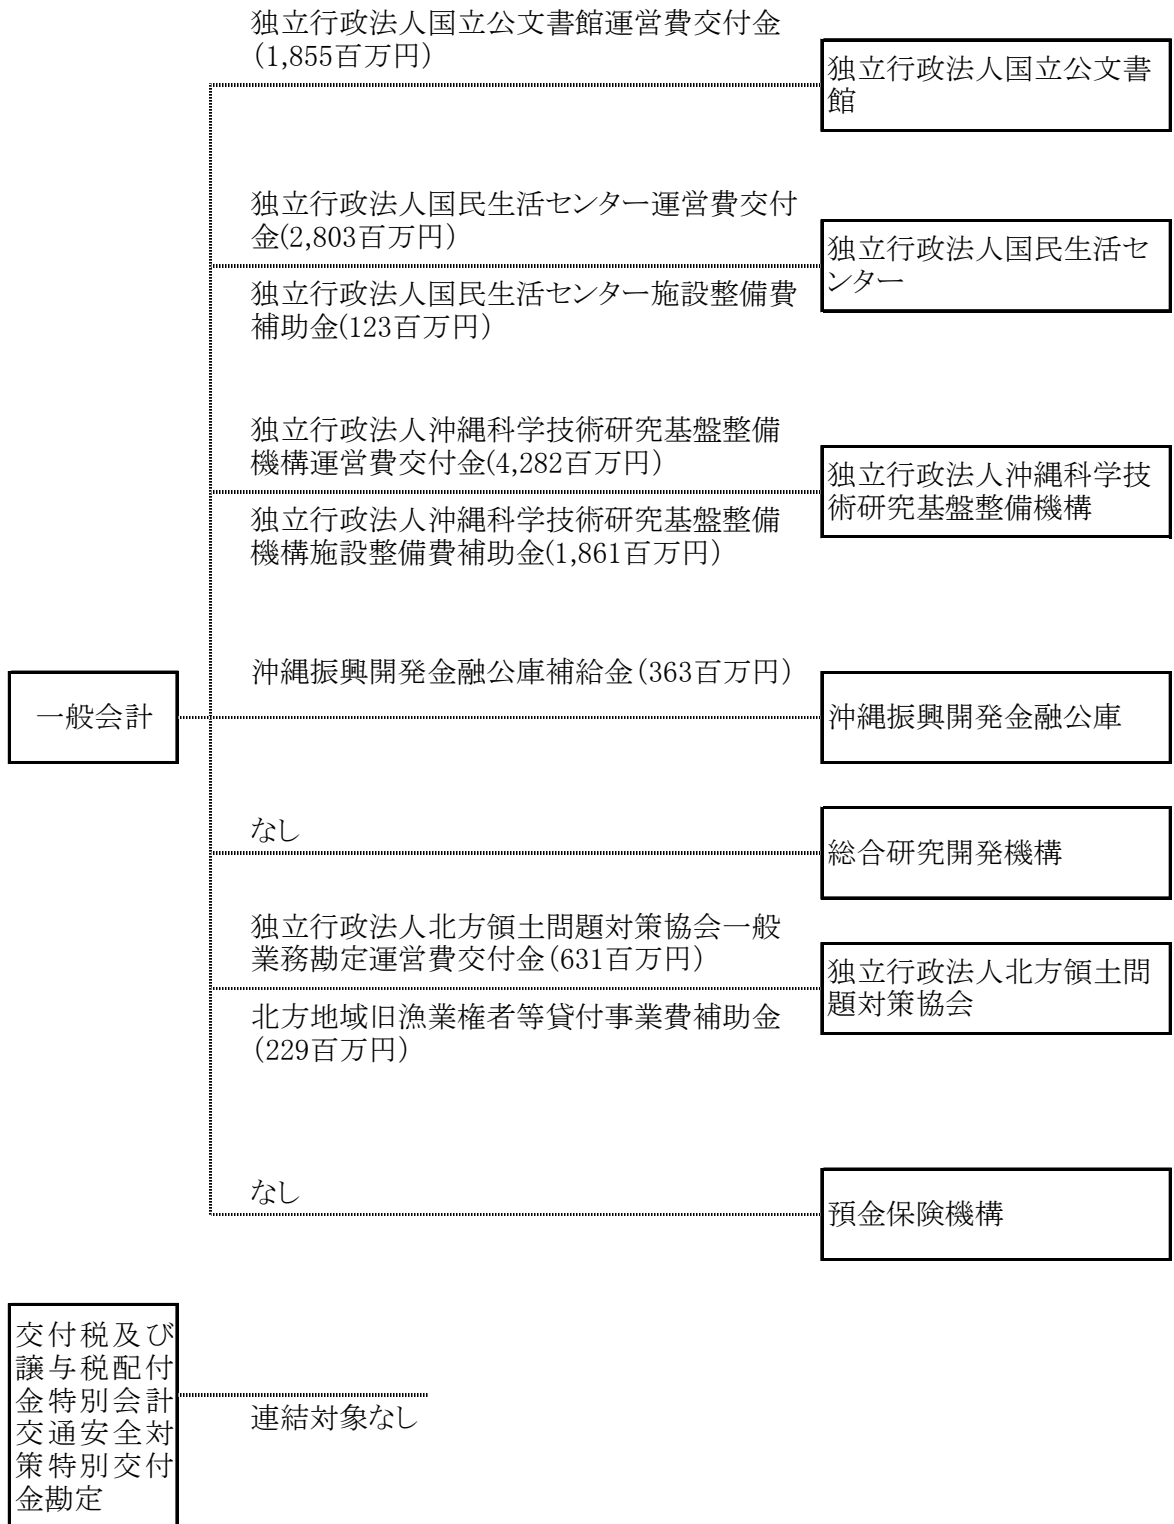 独立行政法人国立公文書館運営費交付金
(1,855百万円)
独立行政法人国立公文書
館
独立行政法人国民生活センター運営費交付
金(2,803百万円)
独立行政法人国民生活セ
ンター
独立行政法人国民生活センター施設整備費
補助金(123百万円)
独立行政法人沖縄科学技術研究基盤整備
機構運営費交付金(4,282百万円)
独立行政法人沖縄科学技
術研究基盤整備機構
独立行政法人沖縄科学技術研究基盤整備
機構施設整備費補助金(1,861百万円)
沖縄振興開発金融公庫補給金(363百万円)
一般会計
沖縄振興開発金融公庫
なし
総合研究開発機構
独立行政法人北方領土問題対策協会一般
業務勘定運営費交付金(631百万円)
独立行政法人北方領土問
題対策協会
北方地域旧漁業権者等貸付事業費補助金
(229百万円)
なし
預金保険機構
交付税及び
譲与税配付
金特別会計
交通安全対
策特別交付
金勘定
連結対象なし